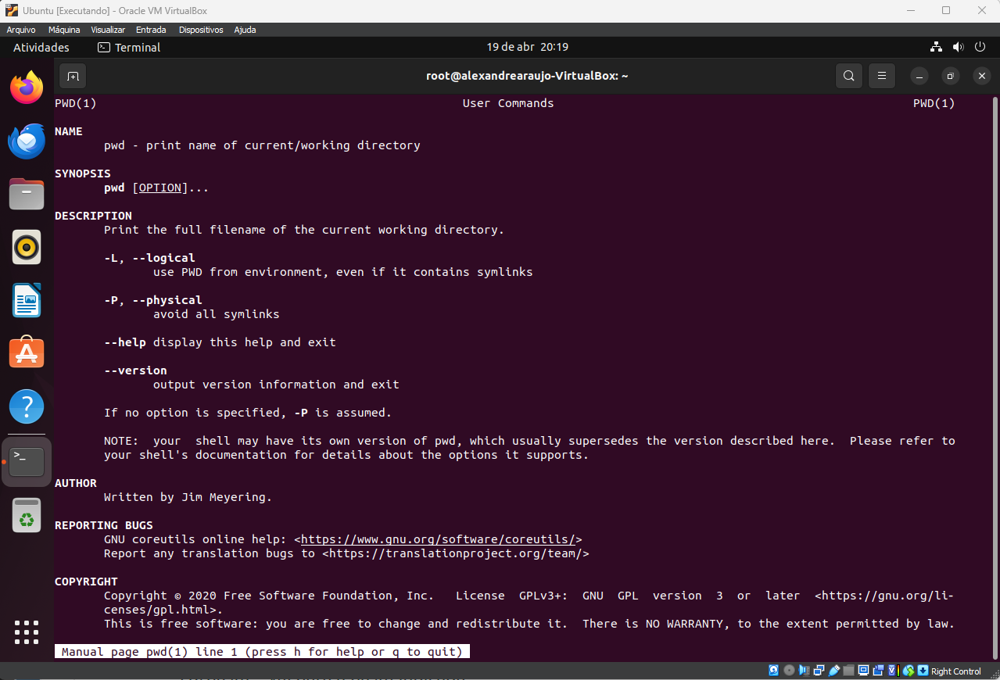 Ubuntu [Executando] - Oracle VM VirtualBox
Arquivo Máquina Visualizar Entrada Dispositivos Ajuda
Atividades Terminal 19 de abr 20:19
root@alexandrearaujo-VirtualBox: ~
PWD(1) User Commands PWD(1)
NAME
pwd - print name of current/working directory
SYNOPSIS
pwd [OPTION]...
DESCRIPTION
Print the full filename of the current working directory.
-L, --logical
use PWD from environment, even if it contains symlinks
-P, --physical
avoid all symlinks
--help display this help and exit
--version
output version information and exit
If no option is specified, -P is assumed.
NOTE: your shell may have its own version of pwd, which usually supersedes the version described here. Please refer to
your shell's documentation for details about the options it supports.
AUTHOR
Written by Jim Meyering.
REPORTING BUGS
GNU coreutils online help: <https://www.gnu.org/software/coreutils/>
Report any translation bugs to <https://translationproject.org/team/>
COPYRIGHT
Copyright © 2020 Free Software Foundation, Inc. License GPLv3+: GNU GPL version 3 or later <https://gnu.org/li-
censes/gpl.html>.
This is free software: you are free to change and redistribute it. There is NO WARRANTY, to the extent permitted by law.
Manual page pwd(1) line 1 (press h for help or q to quit)
Right Control